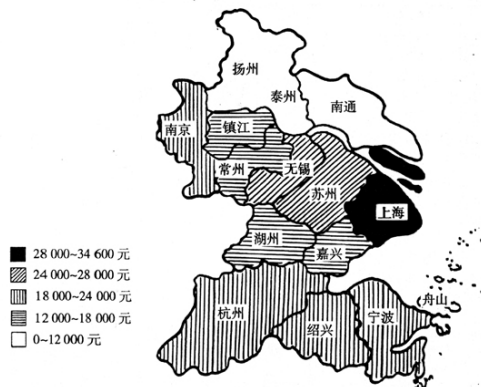 扬州
泰州
南通
南京
镇江
常州
无锡
苏州
上海
湖州
嘉兴
28 000~34 600 元
24 000~28 000 元
18 000~24 000 元
12 000~18 000 元
0~12 000 元
杭州
绍兴
宁波
舟山